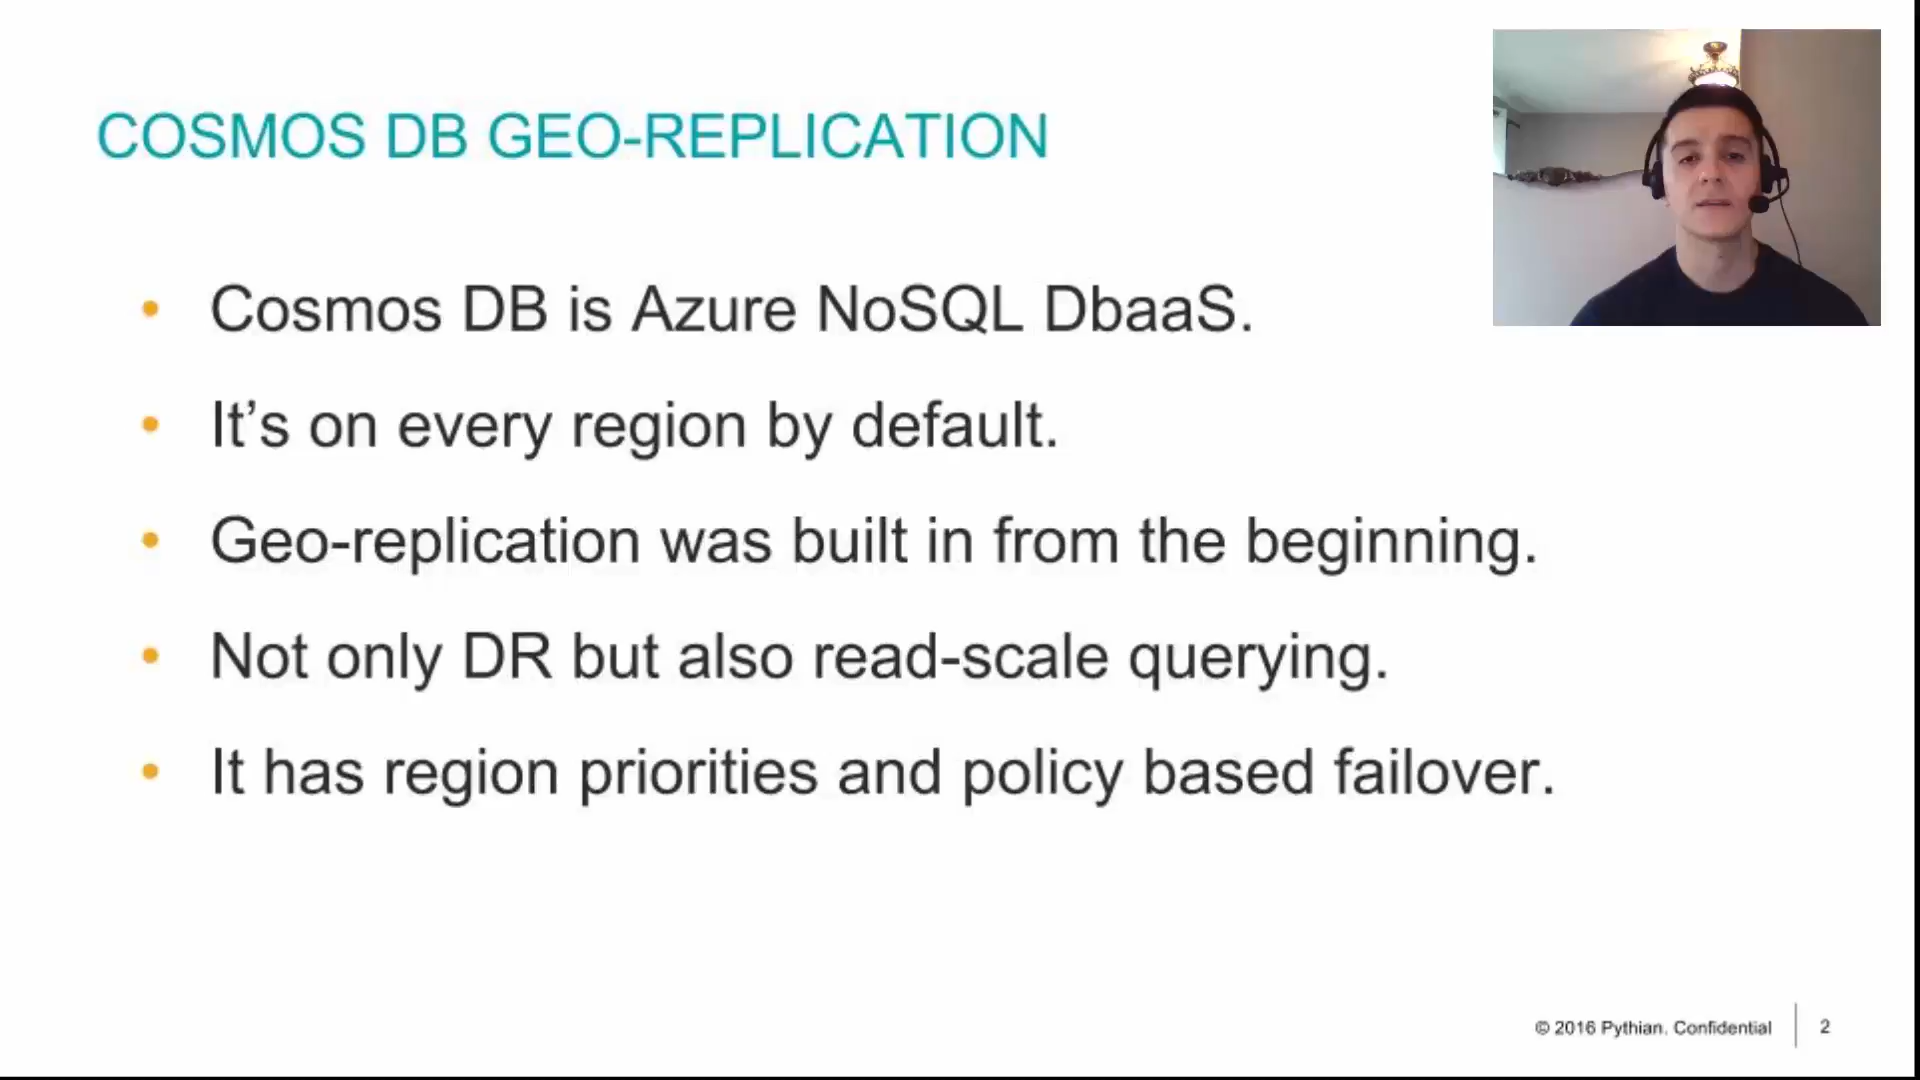 COSMOS DB GEO-REPLICATION
• Cosmos DB is Azure NoSQL DbaaS.
• It’s on every region by default.
• Geo-replication was built in from the beginning.
• Not only DR but also read-scale querying.
• It has region priorities and policy based failover.
© 2016 Pythian. Confidential
2